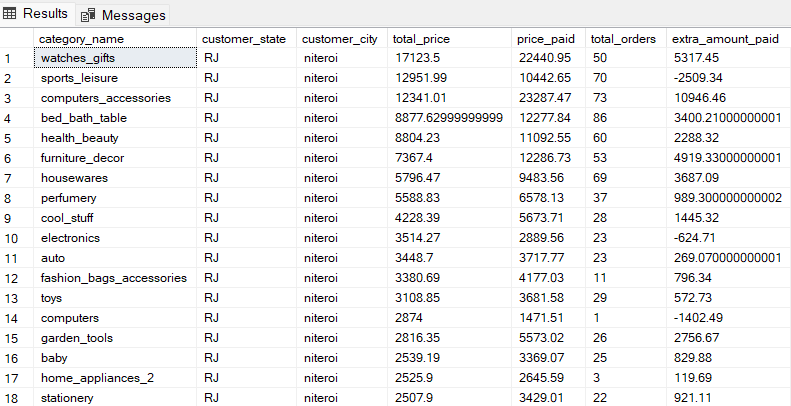 Results Messages
category_name customer_state customer_city total_price price_paid total_orders extra_amount_paid
1 watches_gifts RJ niteroi 17123.5 22440.95 50 5317.45
2 sports_leisure RJ niteroi 12951.99 10442.65 70 -2509.34
3 computers_accessories RJ niteroi 12341.01 23287.47 73 10946.46
4 bed_bath_table RJ niteroi 8877.62999999999 12277.84 86 3400.21000000001
5 health_beauty RJ niteroi 8804.23 11092.55 60 2288.32
6 furniture_decor RJ niteroi 7367.4 12286.73 53 4919.33000000001
7 housewares RJ niteroi 5796.47 9483.56 69 3687.09
8 perfumery RJ niteroi 5588.83 6578.13 37 989.300000000002
9 cool_stuff RJ niteroi 4228.39 5673.71 28 1445.32
10 electronics RJ niteroi 3514.27 2889.56 23 -624.71
11 auto RJ niteroi 3448.7 3717.77 23 269.070000000001
12 fashion_bags_accessories RJ niteroi 3380.69 4177.03 11 796.34
13 toys RJ niteroi 3108.85 3681.58 29 572.73
14 computers RJ niteroi 2874 1471.51 1 -1402.49
15 garden_tools RJ niteroi 2816.35 5573.02 26 2756.67
16 baby RJ niteroi 2539.19 3369.07 25 829.88
17 home_appliances_2 RJ niteroi 2525.9 2645.59 3 119.69
18 stationery RJ niteroi 2507.9 3429.01 22 921.11